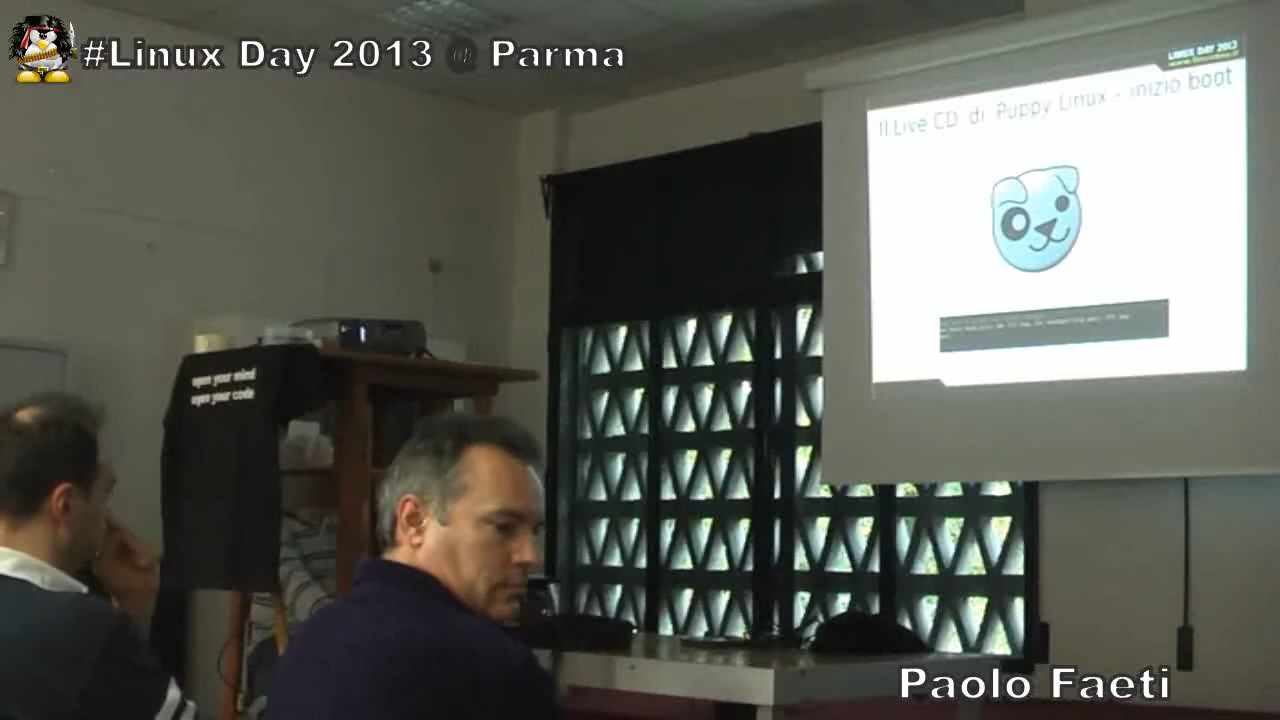 #Linux Day 2013 @ Parma
LINUX DAY 2013
Il Live CD di Puppy Linux - inizio boot
open your mind
open your code
Paolo Faeti